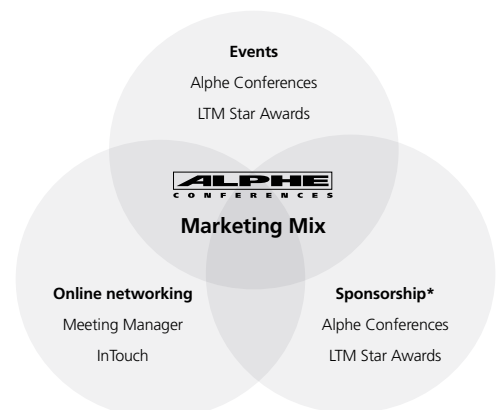 Events
Alphe Conferences
LTM Star Awards
ALPHE
CONFERENCES
Marketing Mix
Online networking
Meeting Manager
InTouch
Sponsorship*
Alphe Conferences
LTM Star Awards